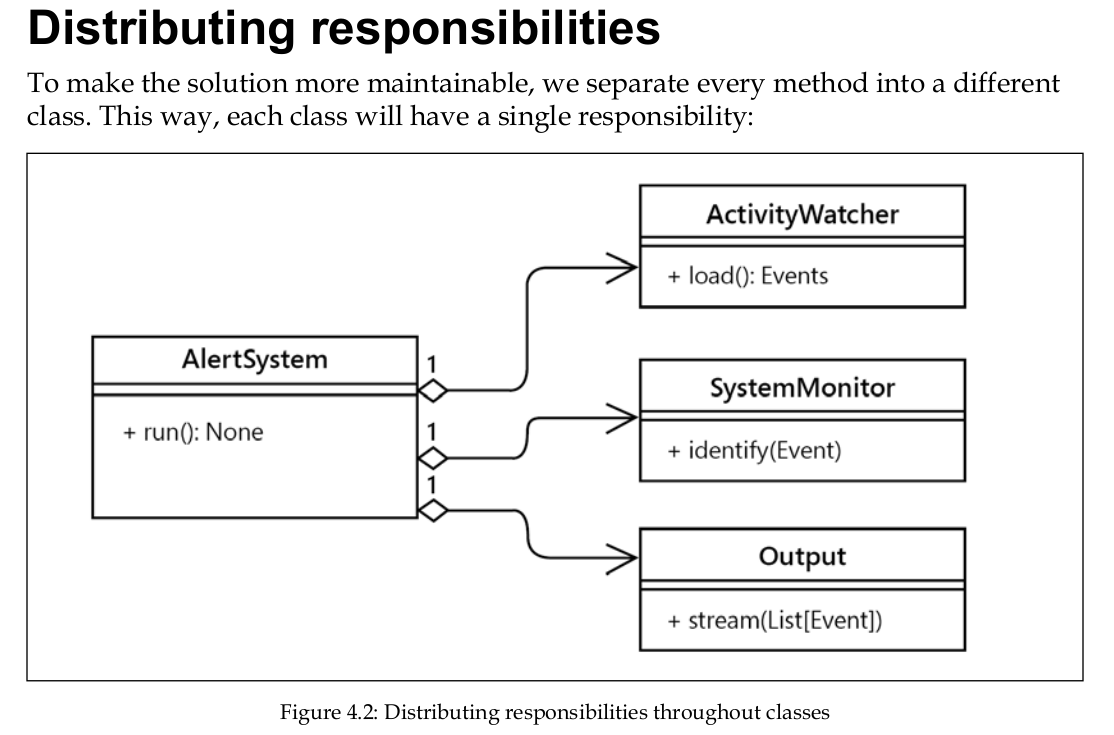 Distributing responsibilities
To make the solution more maintainable, we separate every method into a different
class. This way, each class will have a single responsibility:
ActivityWatcher
+ load(): Events
AlertSystem
+ run(): None
1
1
1
SystemMonitor
+ identify(Event)
Output
+ stream(List[Event])
Figure 4.2: Distributing responsibilities throughout classes